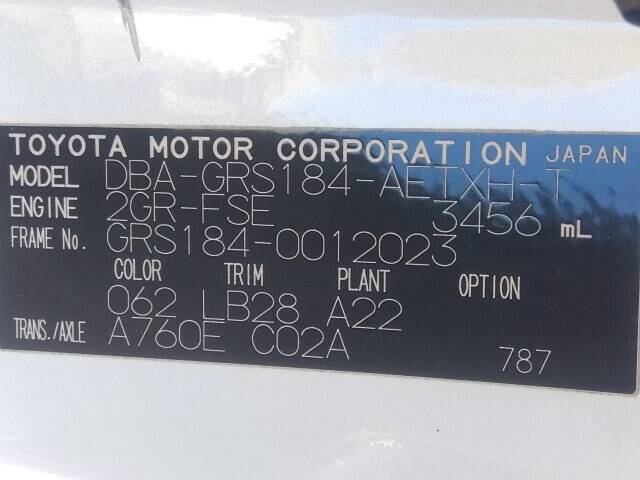 TOYOTA MOTOR CORPORATION JAPAN
MODEL DBA-GRS184-AETXH-T
ENGINE 2GR-FSE 3456 mL
FRAME No. GRS184-0012023
COLOR TRIM PLANT OPTION
062 LB28 A22
TRANS./AXLE A760E C02A
787